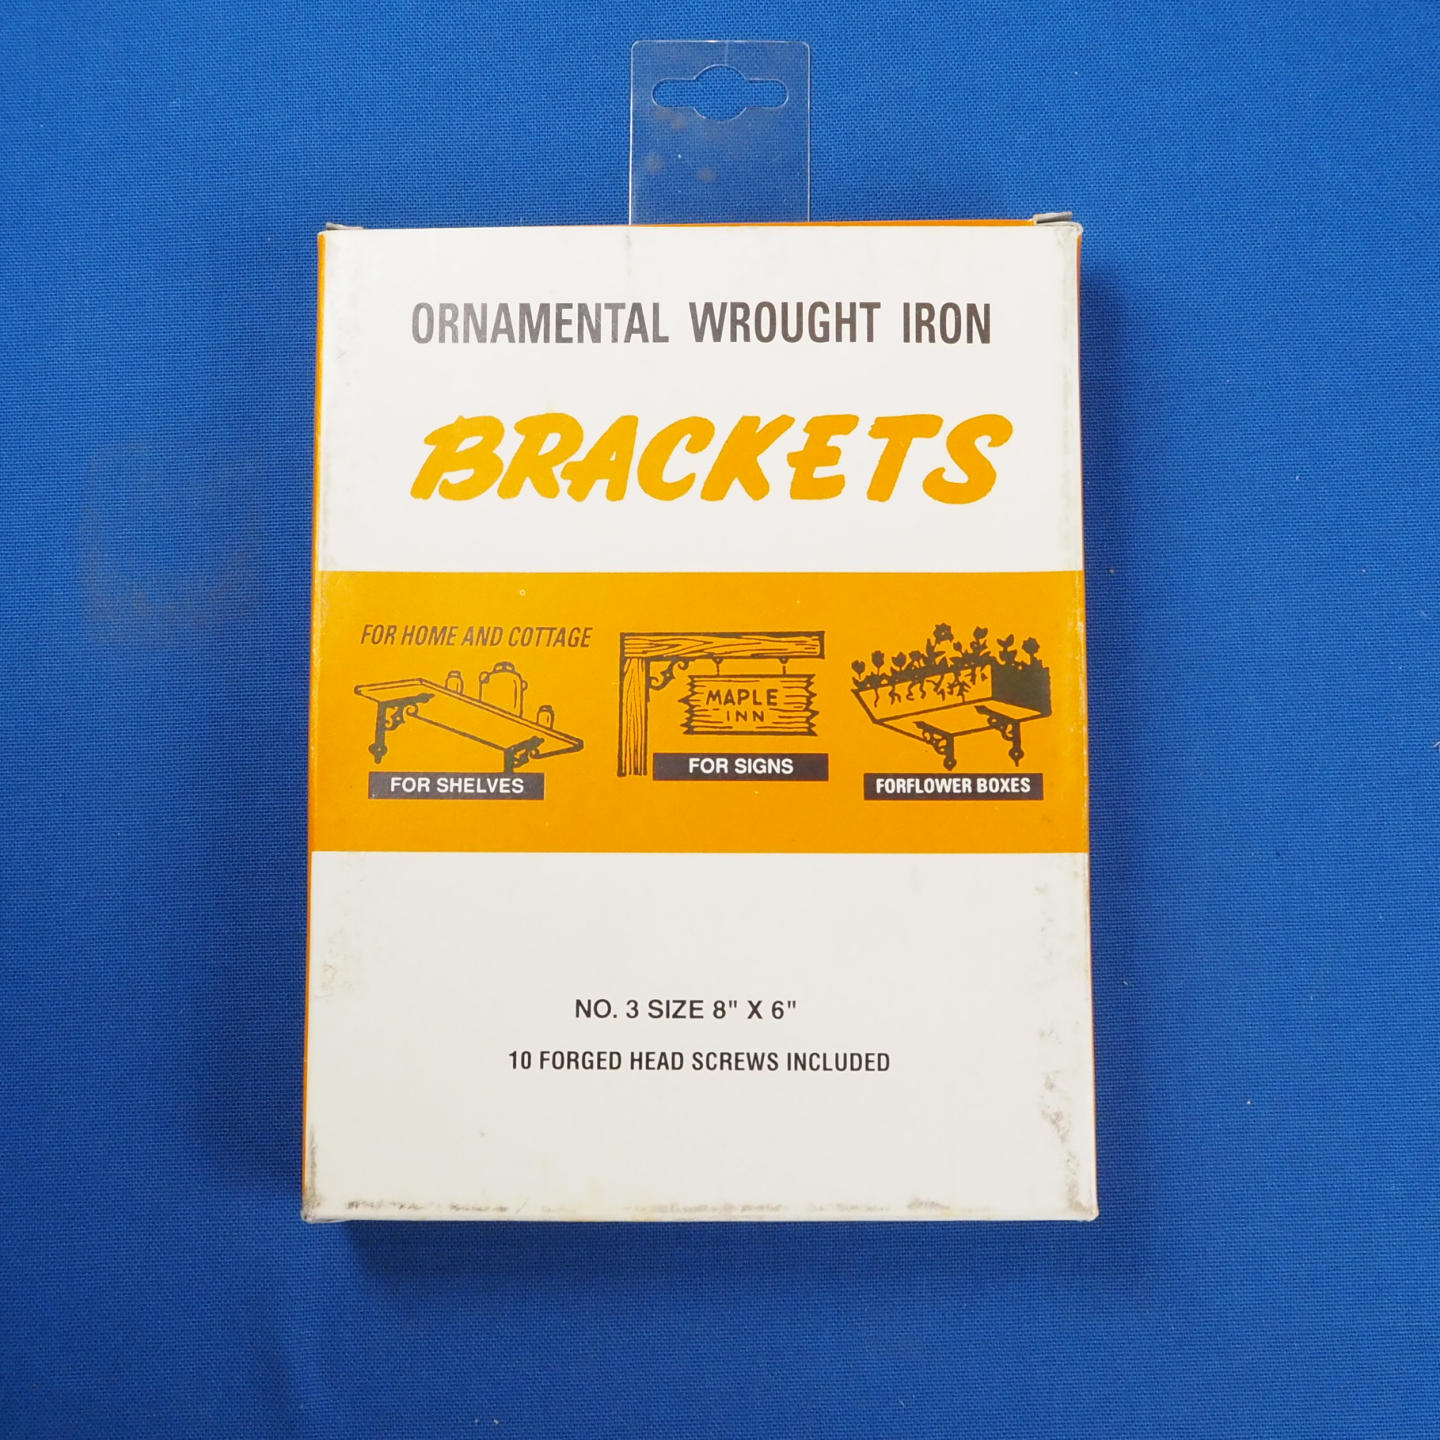 ORNAMENTAL WROUGHT IRON
BRACKETS
FOR HOME AND COTTAGE
MAPLE
INN
FOR SHELVES
FOR SIGNS
FORFLOWER BOXES
NO. 3 SIZE 8" X 6"
10 FORGED HEAD SCREWS INCLUDED